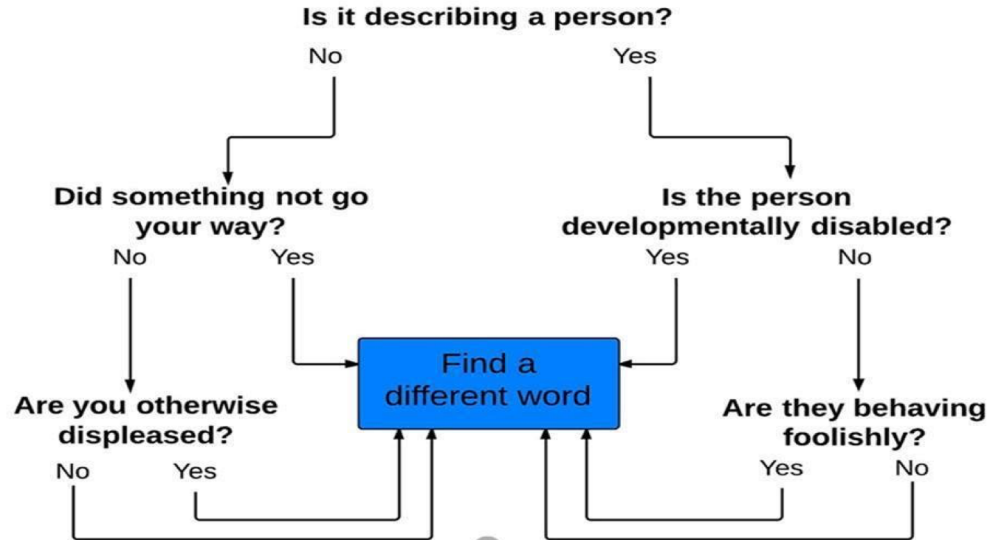 Is it describing a person?
No
Yes
Did something not go
your way?
Is the person
developmentally disabled?
No
Yes
Yes
No
Find a
different word
Are you otherwise
displeased?
Are they behaving
foolishly?
No
Yes
Yes
No